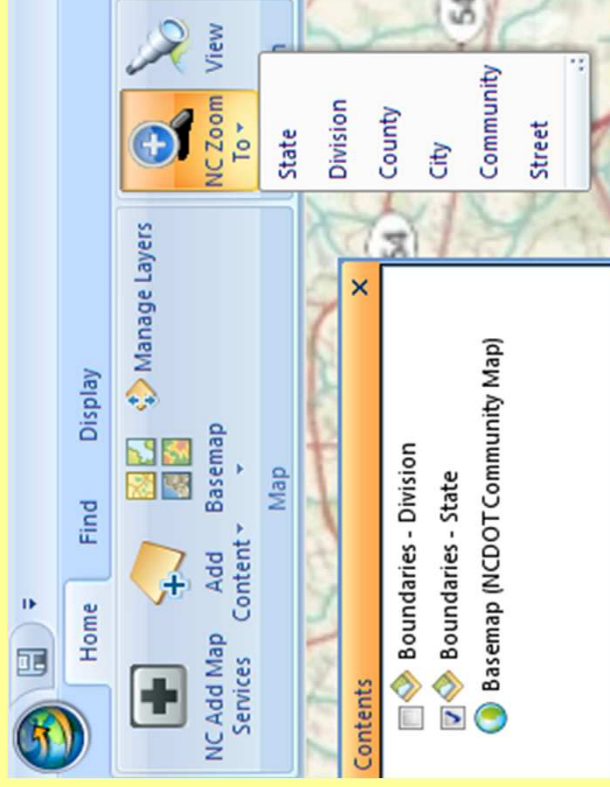 Home Find Display
NC Add Map Services
Add Content
Basemap
Manage Layers
Map
NC Zoom To
View
State
Division
County
City
Community
Street
Contents
Boundaries - Division
Boundaries - State
Basemap (NCDOT Community Map)